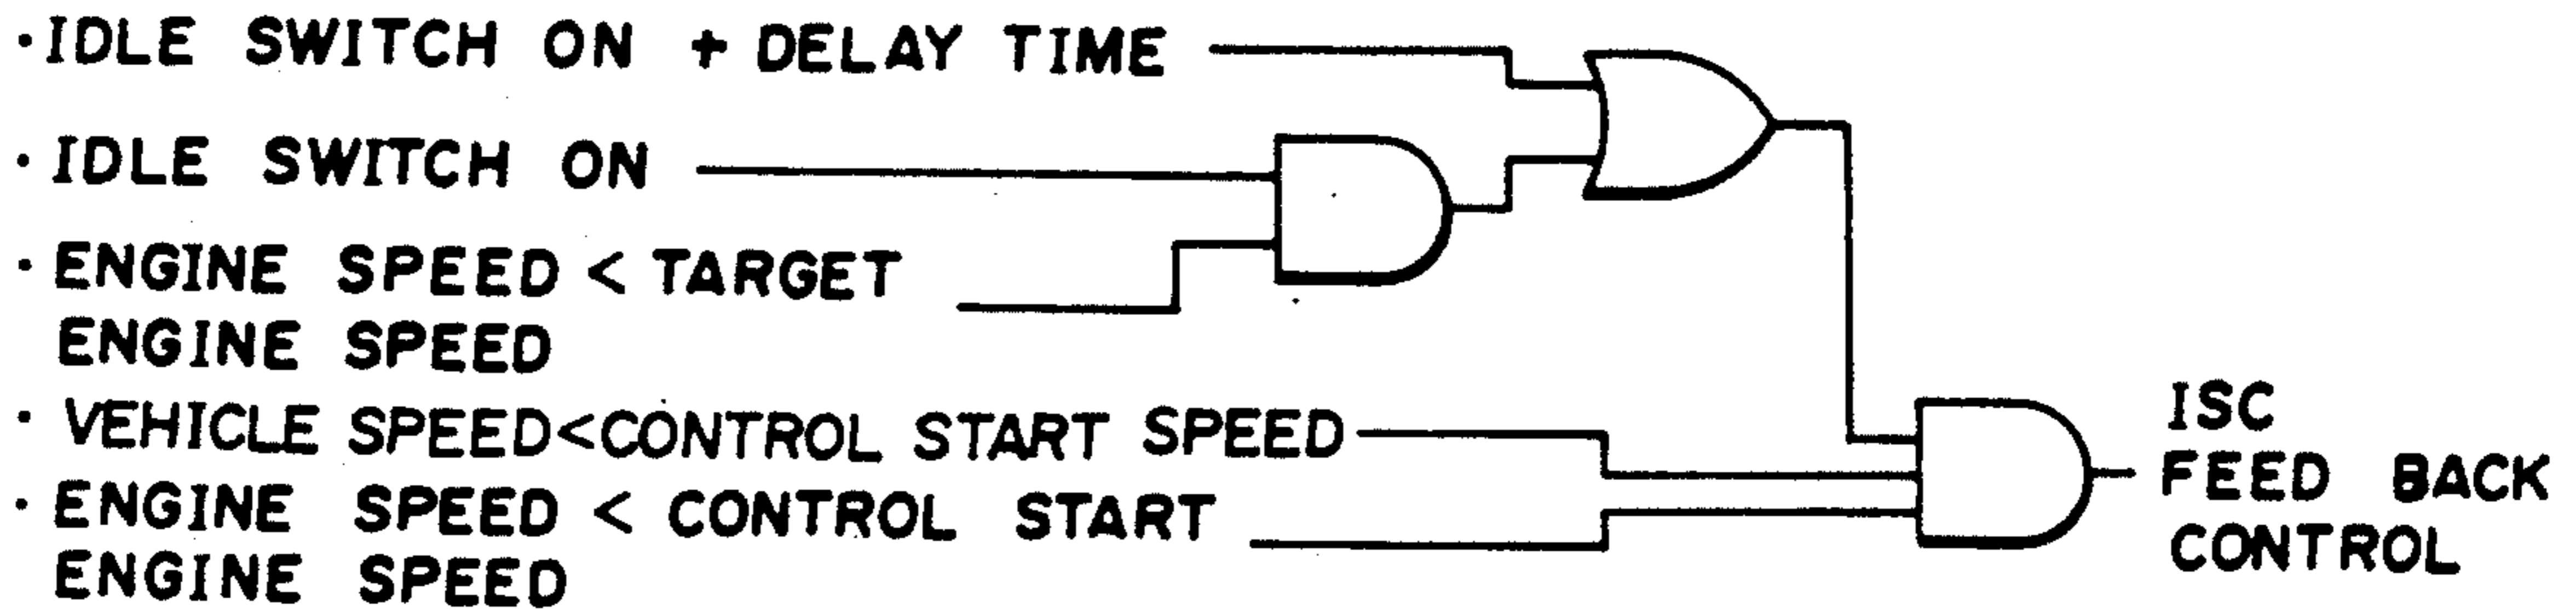 ·IDLE SWITCH ON + DELAY TIME
·IDLE SWITCH ON
·ENGINE SPEED < TARGET
ENGINE SPEED
·VEHICLE SPEED<CONTROL START SPEED
·ENGINE SPEED < CONTROL START
ENGINE SPEED
ISC
FEED BACK
CONTROL